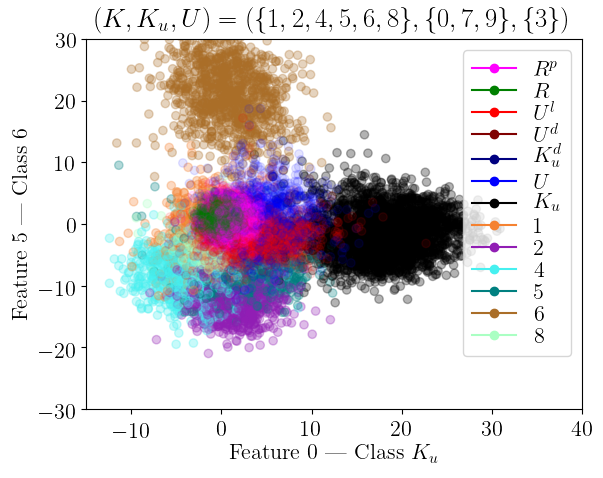 (K, K_u, U) = ({1, 2, 4, 5, 6, 8}, {0, 7, 9}, {3})
30
20
10
0
−10
−20
−30
Feature 5 — Class 6
−10
0
10
20
30
40
Feature 0 — Class K_u
R^p
R
U^l
U^d
K_u^d
U
K_u
1
2
4
5
6
8